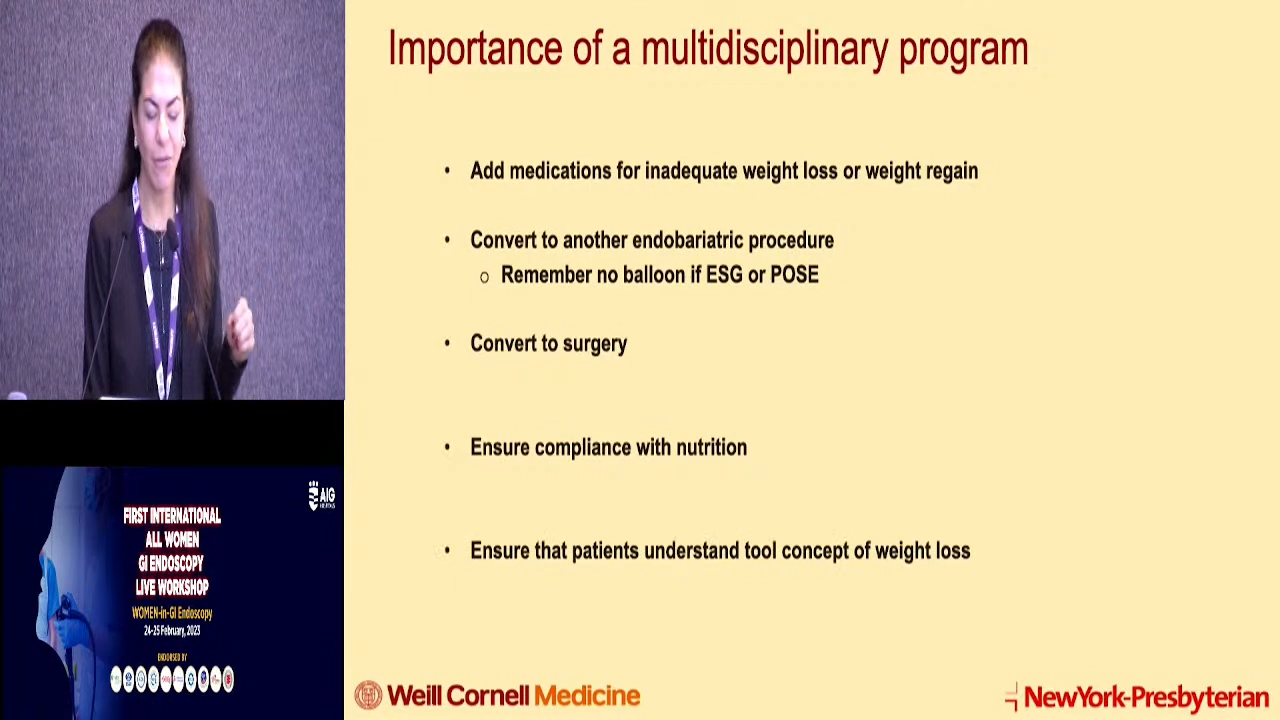 Importance of a multidisciplinary program
• Add medications for inadequate weight loss or weight regain
• Convert to another endobariatric procedure
o Remember no balloon if ESG or POSE
• Convert to surgery
• Ensure compliance with nutrition
• Ensure that patients understand tool concept of weight loss
Weill Cornell Medicine
NewYork-Presbyterian
AIG
HOSPITALS
FIRST INTERNATIONAL
ALL WOMEN
GI ENDOSCOPY
LIVE WORKSHOP
WOMEN-in-GI Endoscopy
24-25 February, 2023
ENDORSED BY